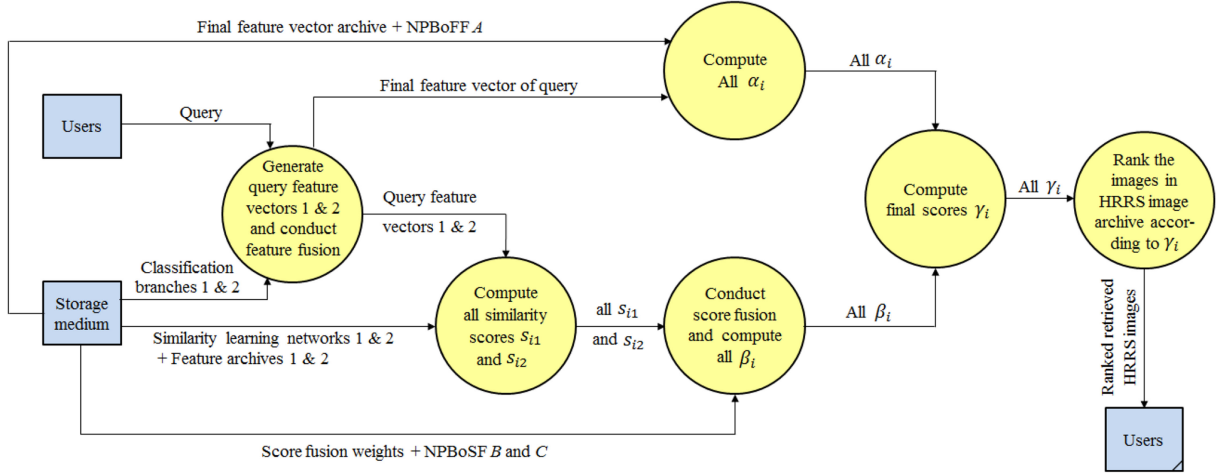 Final feature vector archive + NPBoFF A
Compute
All αᵢ
All αᵢ
Final feature vector of query
Users
Query
Generate
query feature
vectors 1 & 2
and conduct
feature fusion
Query feature
vectors 1 & 2
Compute
final scores γᵢ
All γᵢ
Rank the
images in
HRRS image
archive accor-
ding to γᵢ
Classification
branches 1 & 2
Storage
medium
Similarity learning networks 1 & 2
+ Feature archives 1 & 2
Compute
all similarity
scores sᵢ₁
and sᵢ₂
all sᵢ₁
and sᵢ₂
Conduct
score fusion
and compute
all βᵢ
All βᵢ
Ranked retrieved
HRRS images
Users
Score fusion weights + NPBoSF B and C